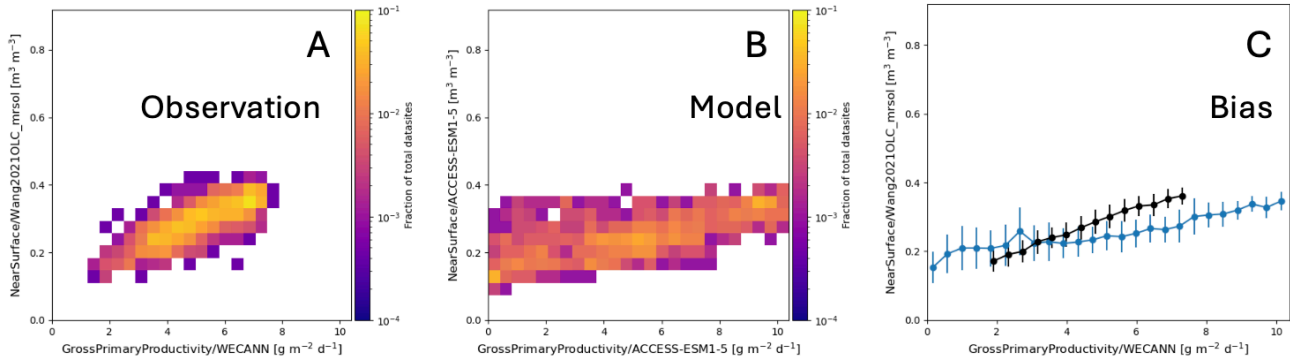 A
Observation
NearSurface/Wang2021OLC_mrsol [m³ m⁻³]
0.8
0.6
0.4
0.2
0.0
0
2
4
6
8
10
GrossPrimaryProductivity/WECANN [g m⁻² d⁻¹]
10⁻¹
10⁻²
10⁻³
10⁻⁴
Fraction of total datasites
B
Model
NearSurface/ACCESS-ESM1-5 [m³ m⁻³]
0.8
0.6
0.4
0.2
0.0
0
2
4
6
8
10
GrossPrimaryProductivity/ACCESS-ESM1-5 [g m⁻² d⁻¹]
10⁻¹
10⁻²
10⁻³
10⁻⁴
Fraction of total datasites
C
Bias
NearSurface/Wang2021OLC_mrsol [m³ m⁻³]
0.8
0.6
0.4
0.2
0.0
0
2
4
6
8
10
GrossPrimaryProductivity/WECANN [g m⁻² d⁻¹]